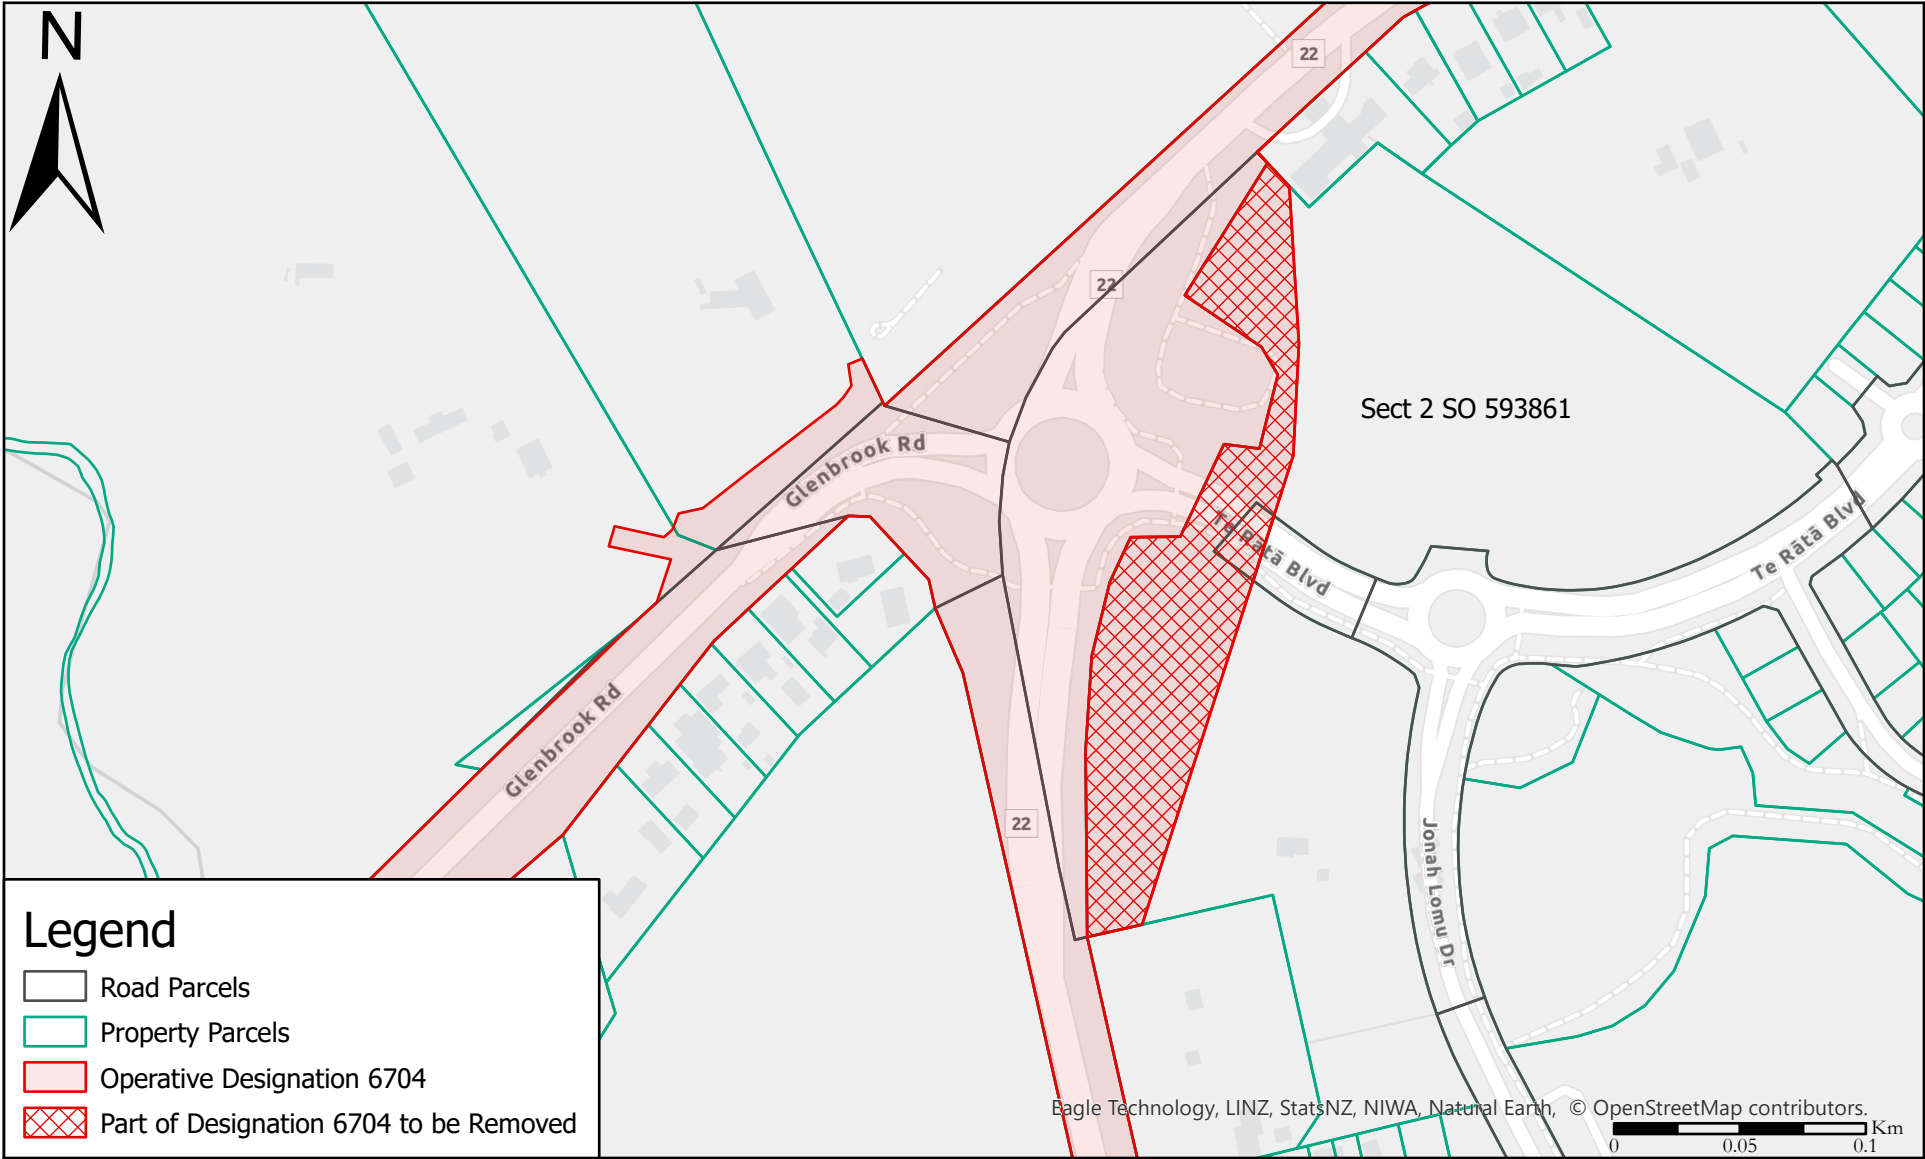 N
22
22
Glenbrook Rd
Sect 2 SO 593861
Te Rātā Blvd
Te Rātā Blvd
Glenbrook Rd
22
Jonah Lomu Dr
Legend
Road Parcels
Property Parcels
Operative Designation 6704
Part of Designation 6704 to be Removed
Eagle Technology, LINZ, StatsNZ, NIWA, Natural Earth, © OpenStreetMap contributors.
Km
0 0.05 0.1